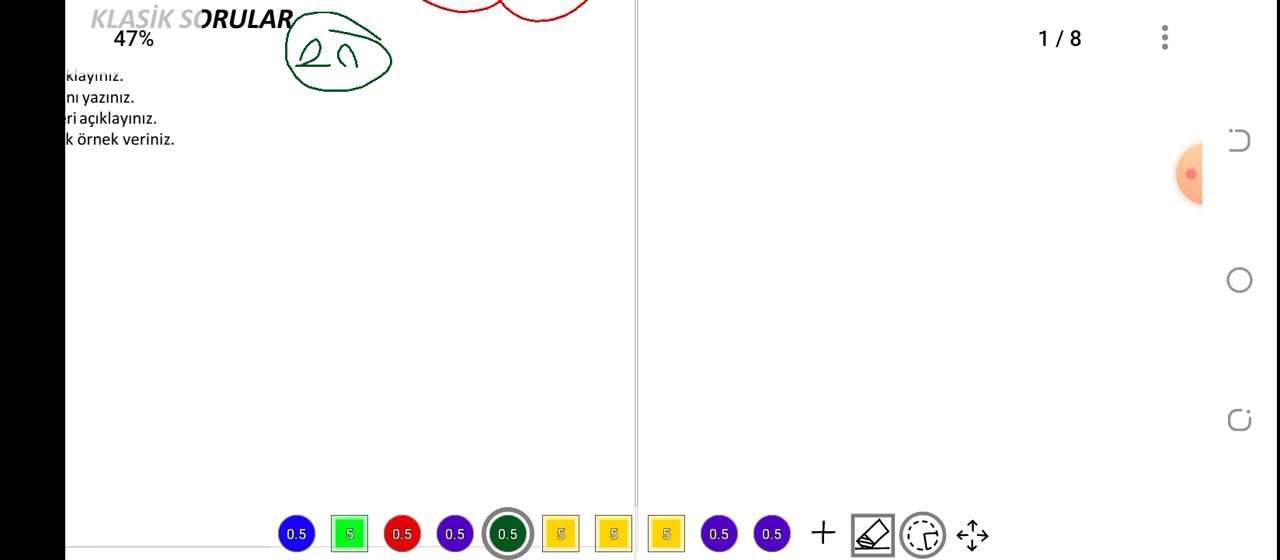 KLASİK SORULAR
47%
2n
1 / 8
klayınız.
nı yazınız.
eri açıklayınız.
k örnek veriniz.
0.5 5 0.5 0.5 0.5 5 5 5 0.5 0.5